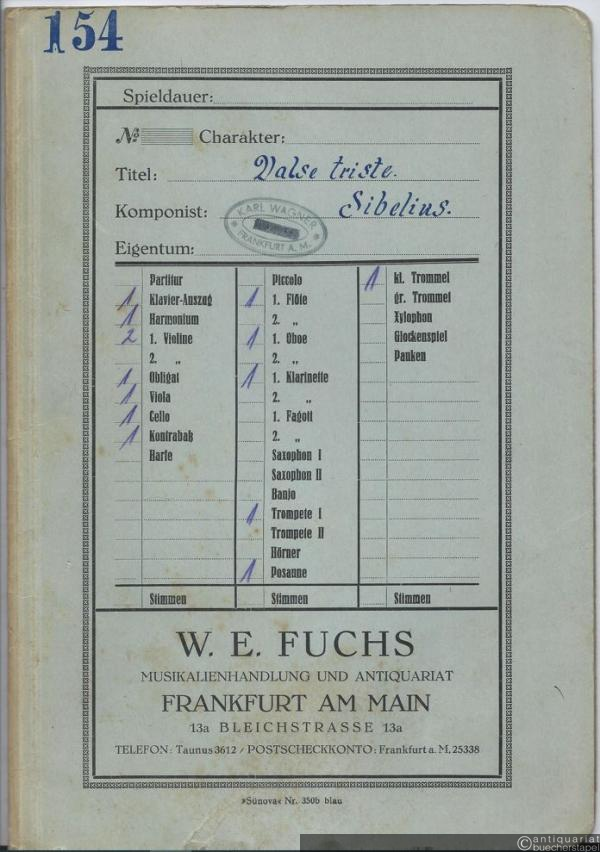 154
Spieldauer:
№ Charakter:
Titel: Valse triste.
Komponist: Sibelius.
KARL WAGNER
FRANKFURT A. M.
Eigentum:
Partitur
1 Klavier-Auszug
1 Harmonium
2 1. Violine
2. „
1 Obligat
1 Viola
1 Cello
1 Kontrabaß
Harfe
Stimmen
Piccolo
1 1. Flöte
2. „
1 1. Oboe
2. „
1 1. Klarinette
2. „
1. Fagott
2. „
Saxophon I
Saxophon II
Banjo
1 Trompete I
Trompete II
Hörner
1 Posaune
Stimmen
1 kl. Trommel
gr. Trommel
Xylophon
Glockenspiel
Pauken
Stimmen
W. E. FUCHS
MUSIKALIENHANDLUNG UND ANTIQUARIAT
FRANKFURT AM MAIN
13a BLEICHSTRASSE 13a
TELEFON: Taunus 3612 / POSTSCHECKKONTO: Frankfurt a. M. 25338
»Sünova« Nr. 350b blau
©antiquariat
buecherstapel